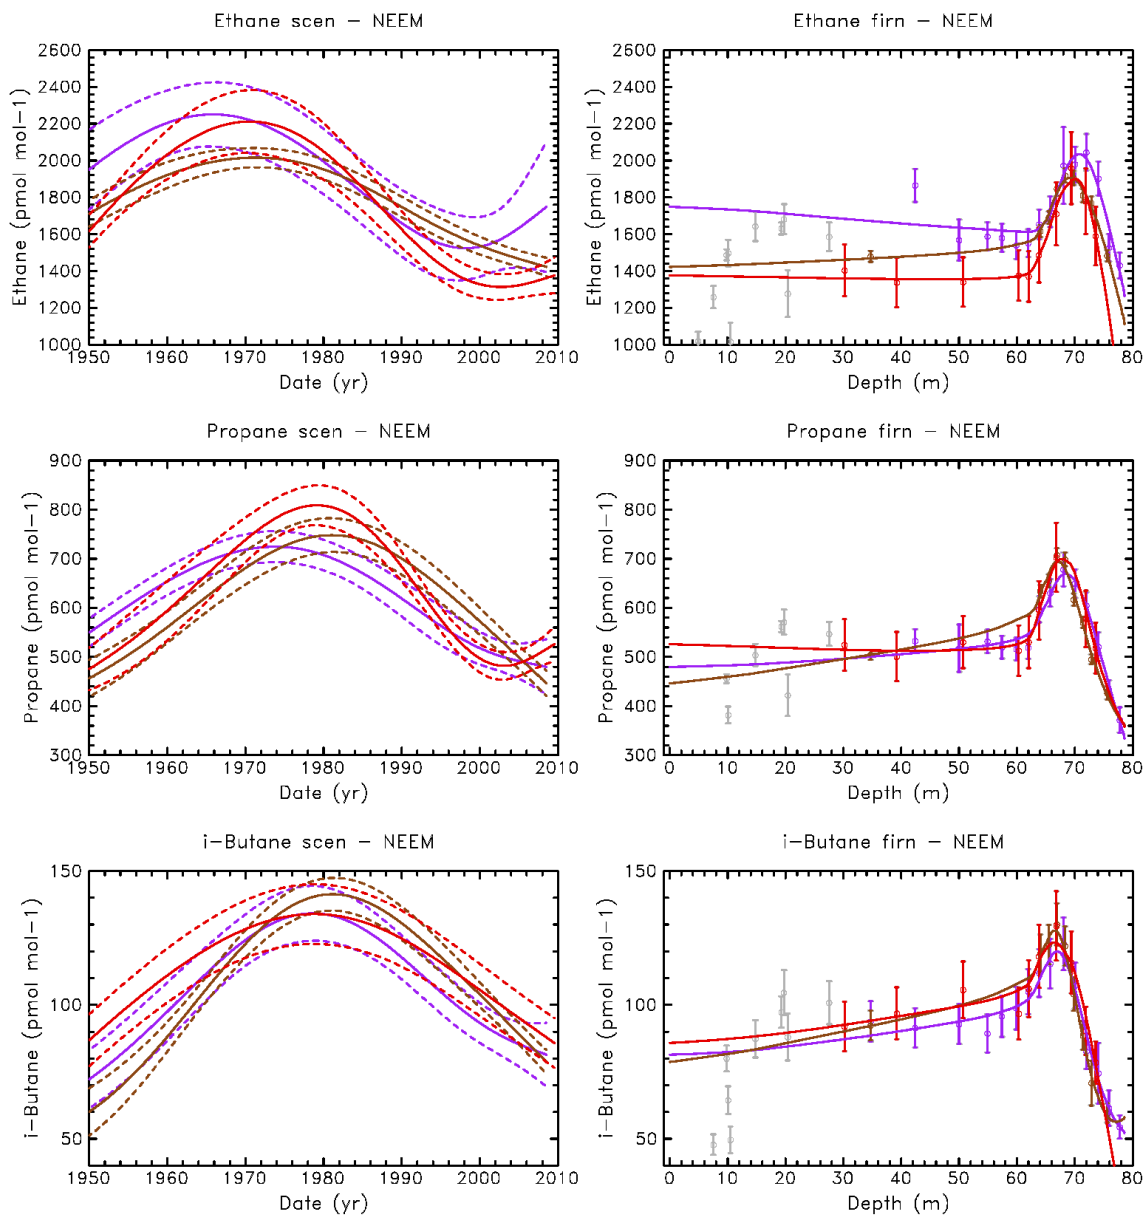 Ethane scen – NEEM
Ethane (pmol mol−1)
2600
2400
2200
2000
1800
1600
1400
1200
1000
1950 1960 1970 1980 1990 2000 2010
Date (yr)
Ethane firn – NEEM
Ethane (pmol mol−1)
2600
2400
2200
2000
1800
1600
1400
1200
1000
0 10 20 30 40 50 60 70 80
Depth (m)
Propane scen – NEEM
Propane (pmol mol−1)
900
800
700
600
500
400
300
1950 1960 1970 1980 1990 2000 2010
Date (yr)
Propane firn – NEEM
Propane (pmol mol−1)
900
800
700
600
500
400
300
0 10 20 30 40 50 60 70 80
Depth (m)
i−Butane scen – NEEM
i−Butane (pmol mol−1)
150
100
50
1950 1960 1970 1980 1990 2000 2010
Date (yr)
i−Butane firn – NEEM
i−Butane (pmol mol−1)
150
100
50
0 10 20 30 40 50 60 70 80
Depth (m)